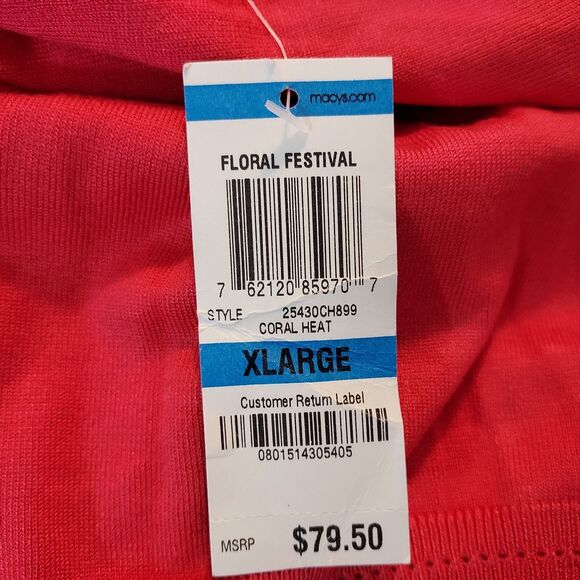 macys.com
FLORAL FESTIVAL
7 62120 85970 7
STYLE 25430CH899
CORAL HEAT
XLARGE
Customer Return Label
0801514305405
MSRP $79.50